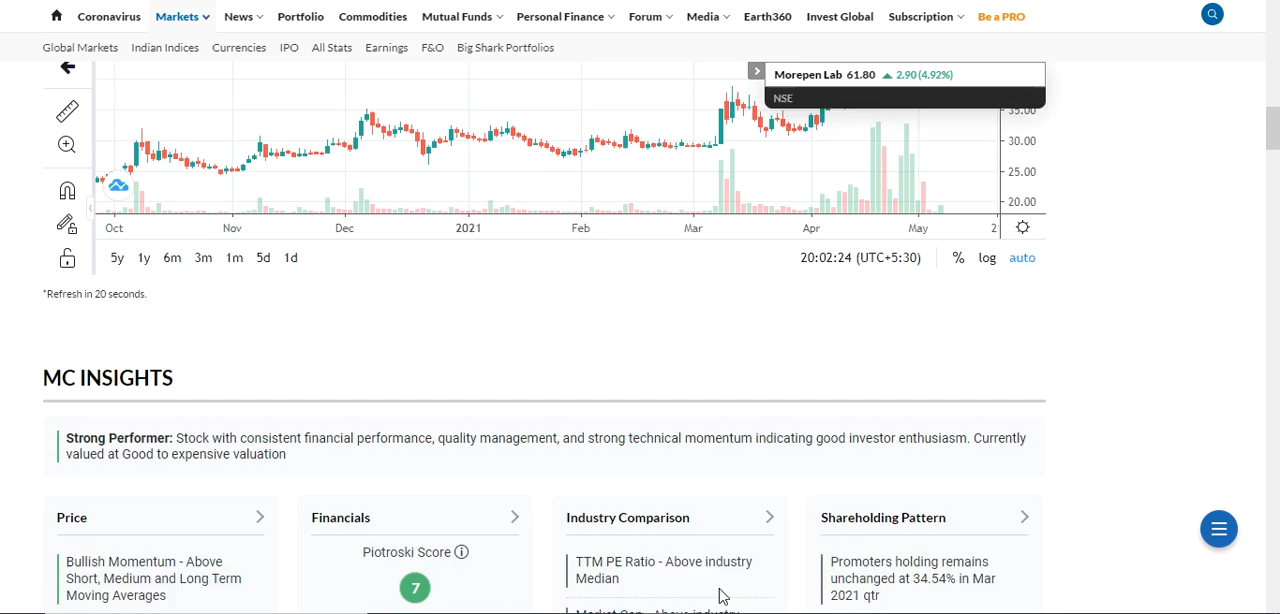 Coronavirus Markets News Portfolio Commodities Mutual Funds Personal Finance Forum Media Earth360 Invest Global Subscription Be a PRO
Global Markets Indian Indices Currencies IPO All Stats Earnings F&O Big Shark Portfolios
Morepen Lab 61.80 2.90 (4.92%)
NSE
35.00
30.00
25.00
20.00
Oct Nov Dec 2021 Feb Mar Apr May 2
5y 1y 6m 3m 1m 5d 1d 20:02:24 (UTC+5:30) % log auto
*Refresh in 20 seconds.
MC INSIGHTS
Strong Performer: Stock with consistent financial performance, quality management, and strong technical momentum indicating good investor enthusiasm. Currently
valued at Good to expensive valuation
Price
Bullish Momentum - Above
Short, Medium and Long Term
Moving Averages
Financials
Piotroski Score
7
Industry Comparison
TTM PE Ratio - Above industry
Median
Market Cap - Above industry
Shareholding Pattern
Promoters holding remains
unchanged at 34.54% in Mar
2021 qtr